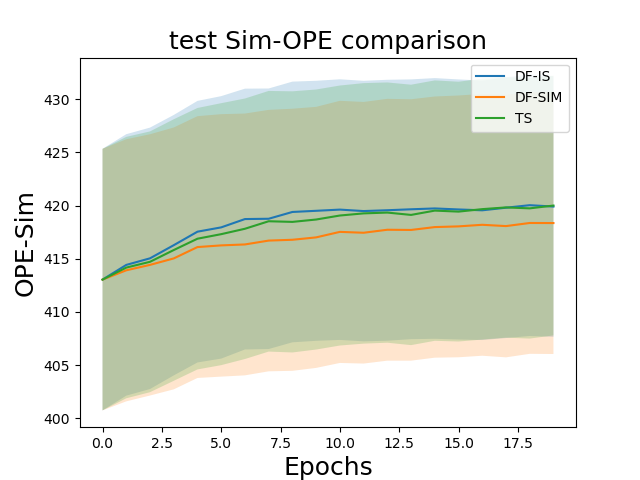 test Sim-OPE comparison
DF-IS
DF-SIM
TS
430
425
420
415
410
405
400
OPE-Sim
0.0 2.5 5.0 7.5 10.0 12.5 15.0 17.5
Epochs